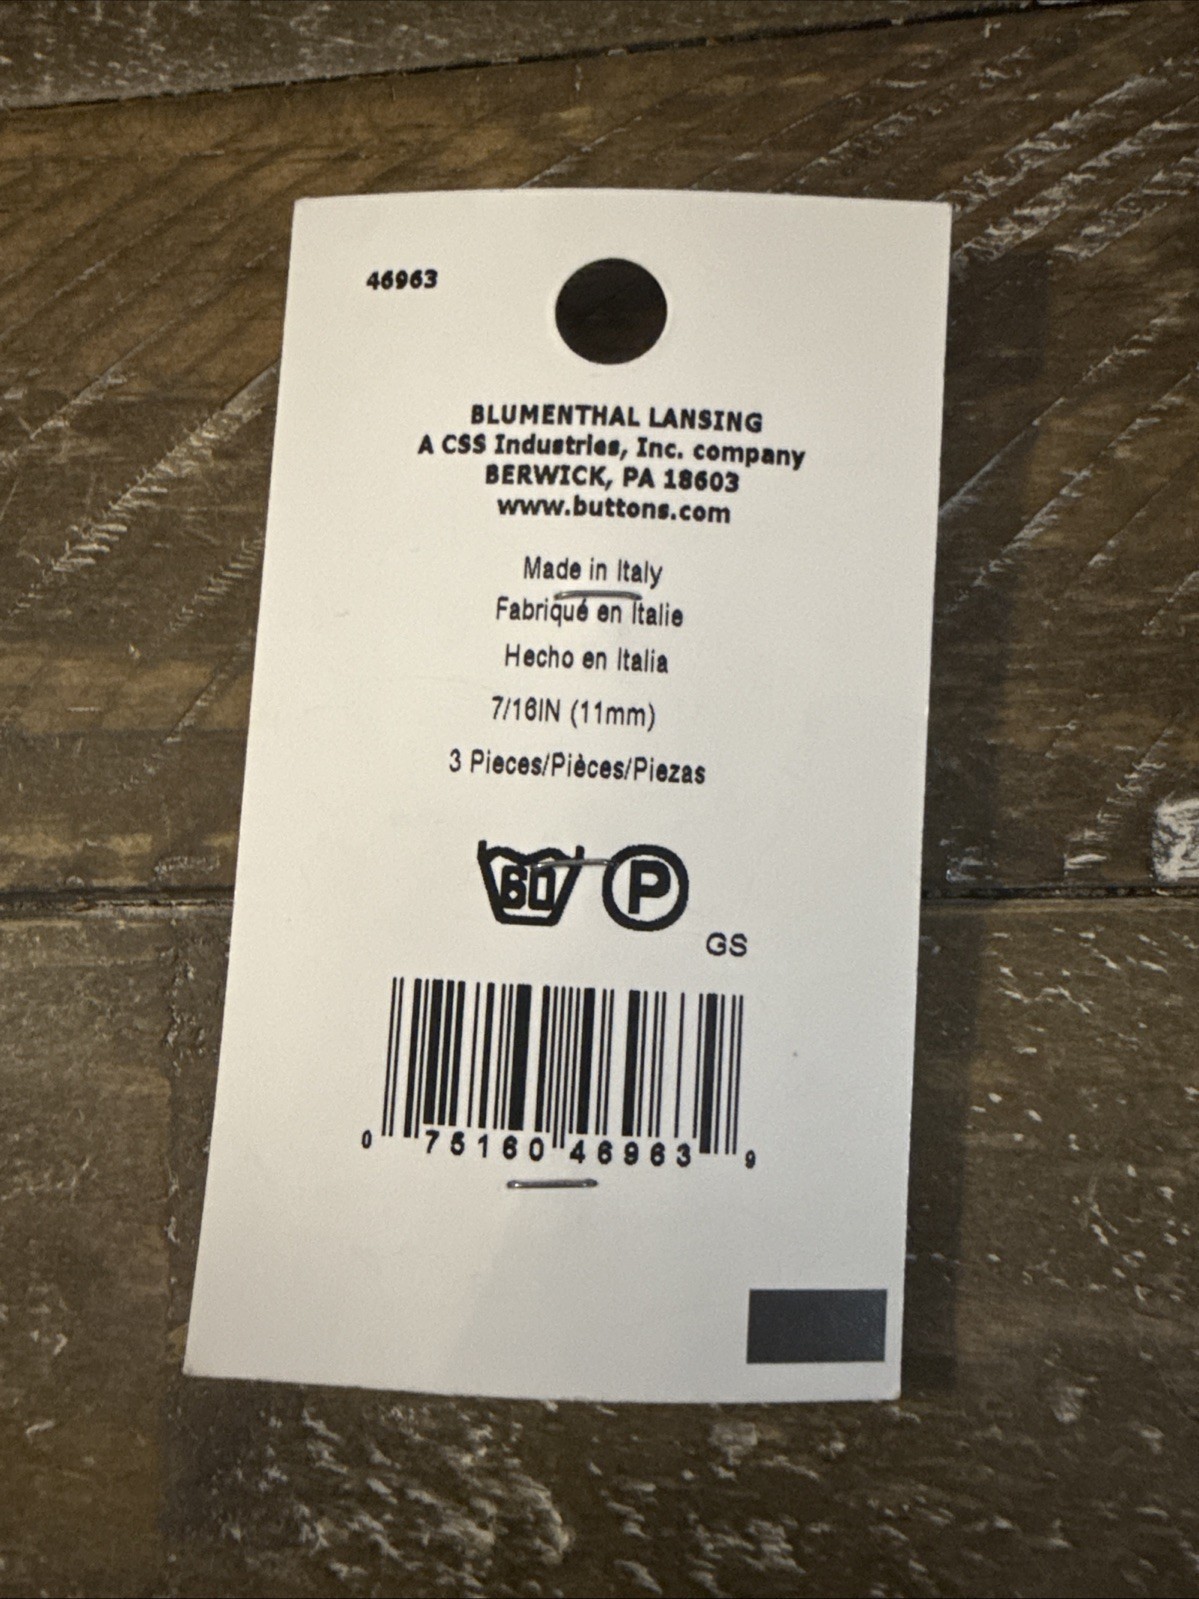 46963
BLUMENTHAL LANSING
A CSS Industries, Inc. company
BERWICK, PA 18603
www.buttons.com
Made in Italy
Fabriqué en Italie
Hecho en Italia
7/16IN (11mm)
3 Pieces/Pièces/Piezas
60 P
GS
0 75160 46963 9